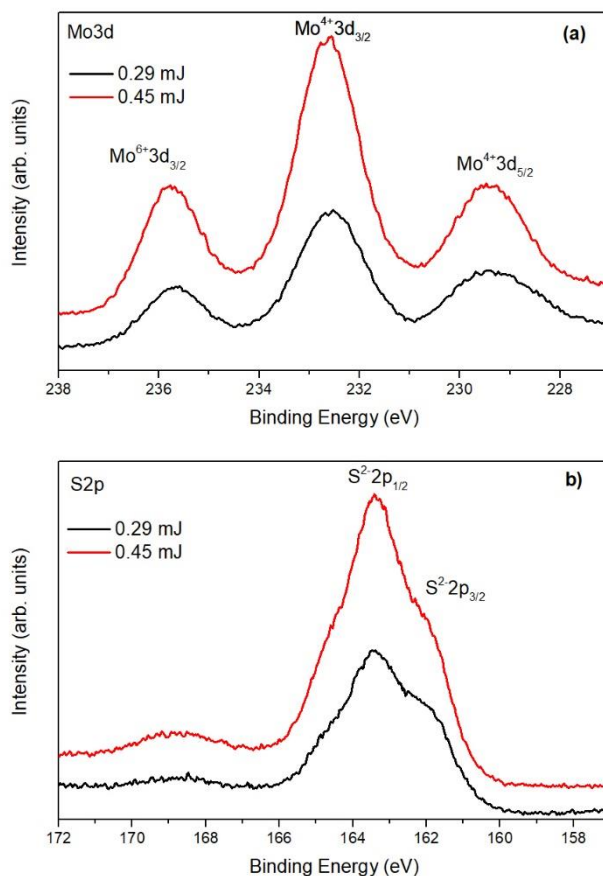 Mo3d
Mo⁴⁺3d₃/₂
(a)
0.29 mJ
0.45 mJ
Mo⁶⁺3d₃/₂
Mo⁴⁺3d₅/₂
Intensity (arb. units)
238 236 234 232 230 228
Binding Energy (eV)
S2p
S²⁻2p₁/₂
b)
0.29 mJ
0.45 mJ
S²⁻2p₃/₂
Intensity (arb. units)
172 170 168 166 164 162 160 158
Binding Energy (eV)